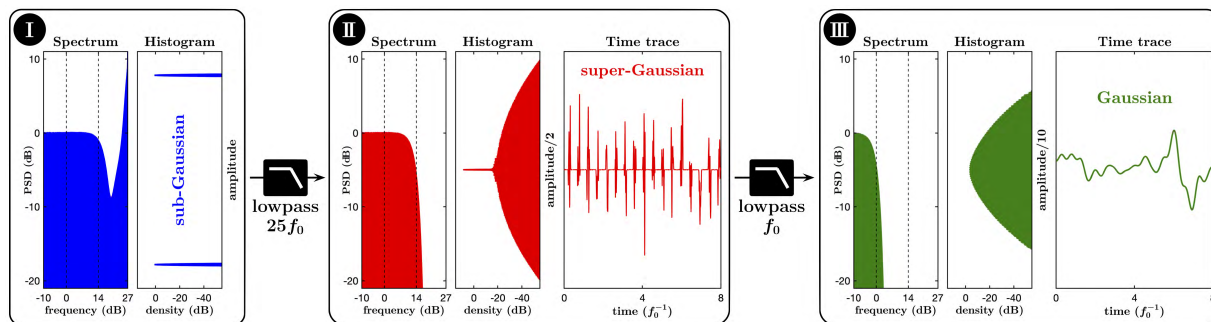 I
Spectrum
Histogram
10
0
-10
-20
PSD (dB)
-10
0
14
27
frequency (dB)
sub-Gaussian
0
-20
-40
density (dB)
amplitude
lowpass
25f₀
II
Spectrum
Histogram
Time trace
10
0
-10
-20
PSD (dB)
-10
0
14
27
frequency (dB)
0
-20
-40
density (dB)
amplitude/2
super-Gaussian
0
4
8
time (f₀⁻¹)
lowpass
f₀
III
Spectrum
Histogram
Time trace
10
0
-10
-20
PSD (dB)
-10
0
14
27
frequency (dB)
0
-20
-40
density (dB)
amplitude/10
Gaussian
0
4
8
time (f₀⁻¹)